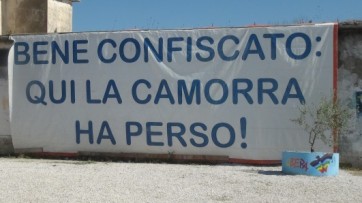 BENE CONFISCATO:
QUI LA CAMORRA
HA PERSO!